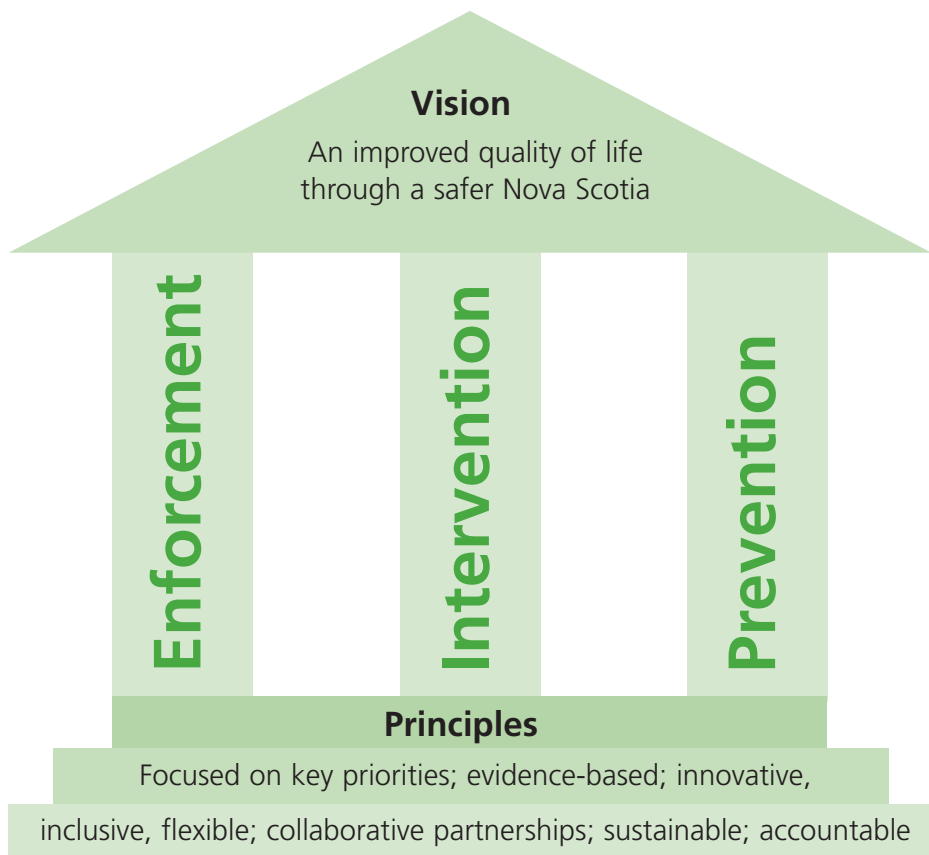 Vision
An improved quality of life
through a safer Nova Scotia
Enforcement
Intervention
Prevention
Principles
Focused on key priorities; evidence-based; innovative,
inclusive, flexible; collaborative partnerships; sustainable; accountable